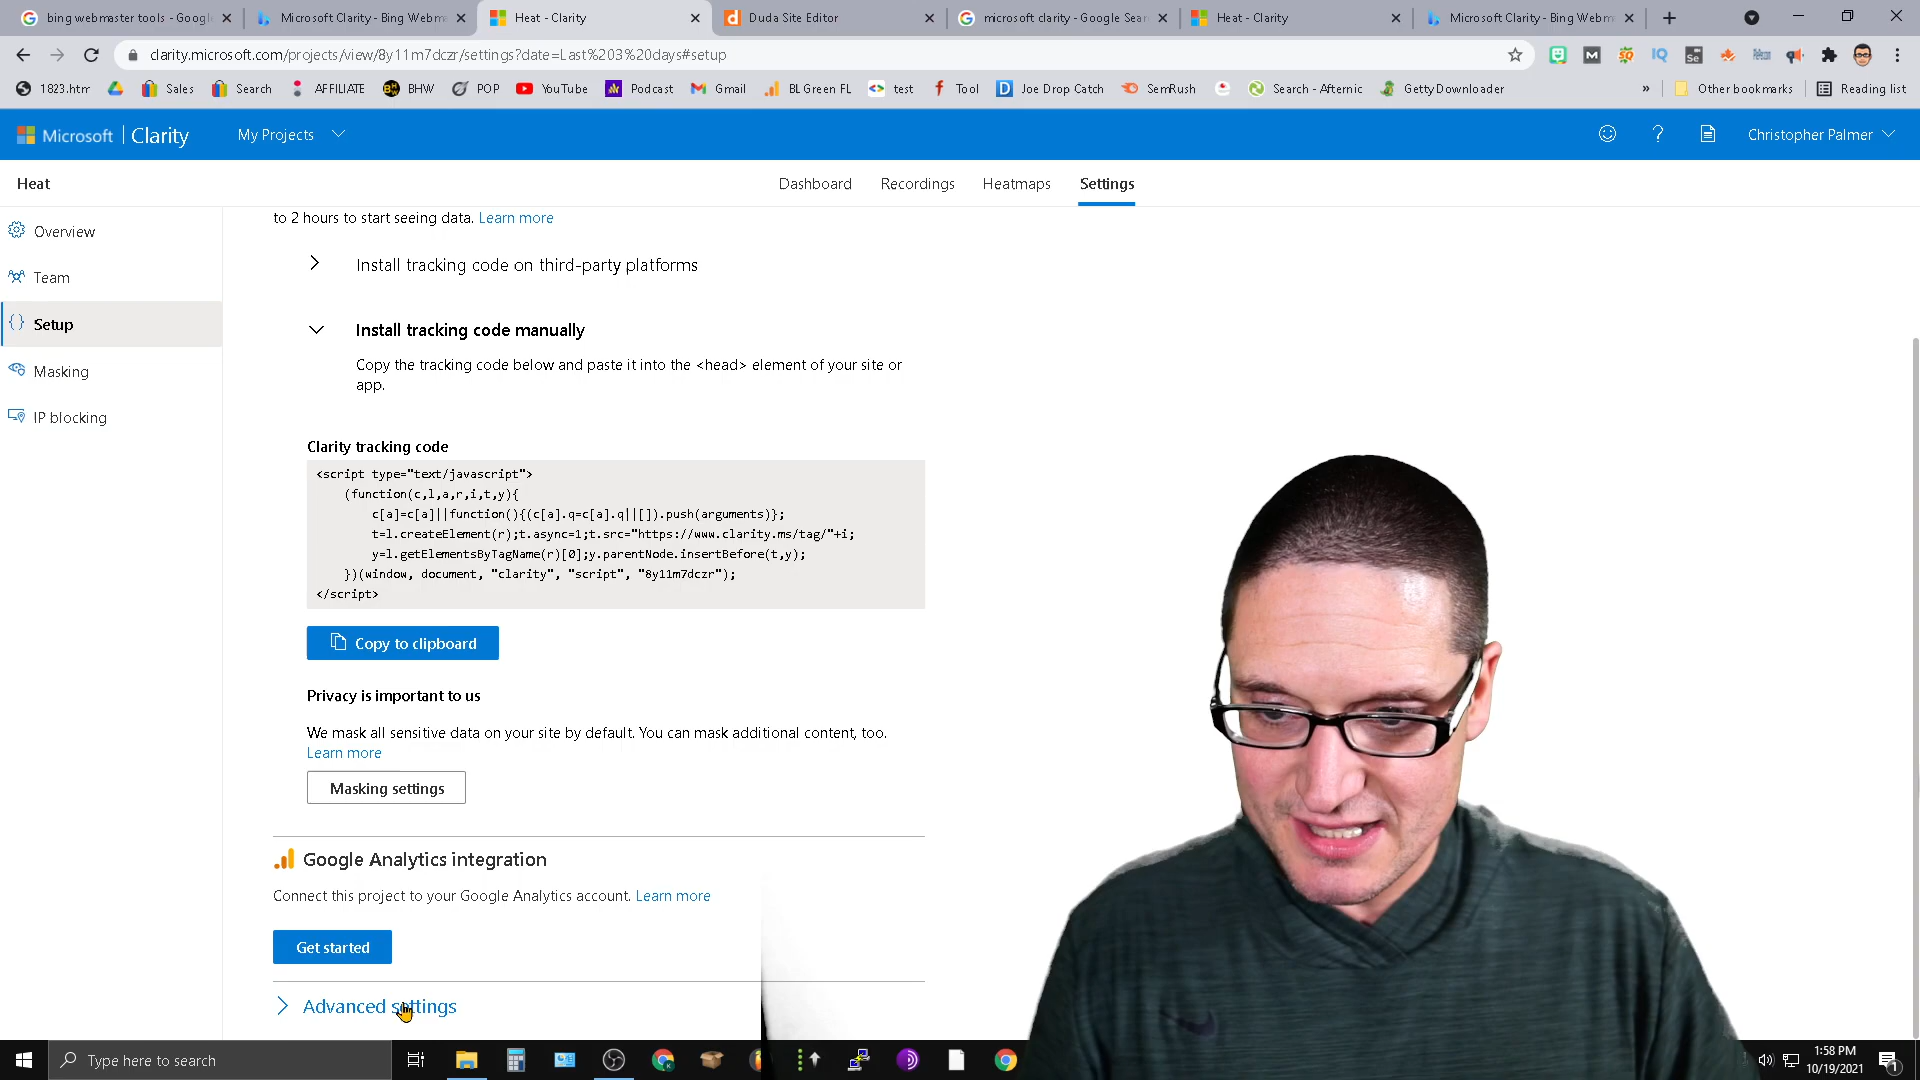 bing webmaster tools - Googl
Microsoft Clarity - Bing Webma
Heat - Clarity
Duda Site Editor
microsoft clarity - Google Sear
Heat - Clarity
Microsoft Clarity - Bing Webm
clarity.microsoft.com/projects/view/8y11m7dczr/settings?date=Last%203%20days#setup
1823.htm
Sales
Search
AFFILIATE
BHW
POP
YouTube
Podcast
Gmail
BL Green FL
test
Tool
Joe Drop Catch
SemRush
Search - Afternic
GettyDownloader
»
Other bookmarks
Reading list
Microsoft | Clarity
My Projects
?
Christopher Palmer
Heat
Dashboard
Recordings
Heatmaps
Settings
Overview
Team
Setup
Masking
IP blocking
to 2 hours to start seeing data. Learn more
Install tracking code on third-party platforms
Install tracking code manually
Copy the tracking code below and paste it into the <head> element of your site or
app.
Clarity tracking code
<script type="text/javascript">
(function(c,l,a,r,i,t,y){
c[a]=c[a]||function(){(c[a].q=c[a].q||[]).push(arguments)};
t=l.createElement(r);t.async=1;t.src="https://www.clarity.ms/tag/"+i;
y=l.getElementsByTagName(r)[0];y.parentNode.insertBefore(t,y);
})(window, document, "clarity", "script", "8y11m7dczr");
</script>
Copy to clipboard
Privacy is important to us
We mask all sensitive data on your site by default. You can mask additional content, too.
Learn more
Masking settings
Google Analytics integration
Connect this project to your Google Analytics account. Learn more
Get started
Advanced settings
Type here to search
1:58 PM
10/19/2021